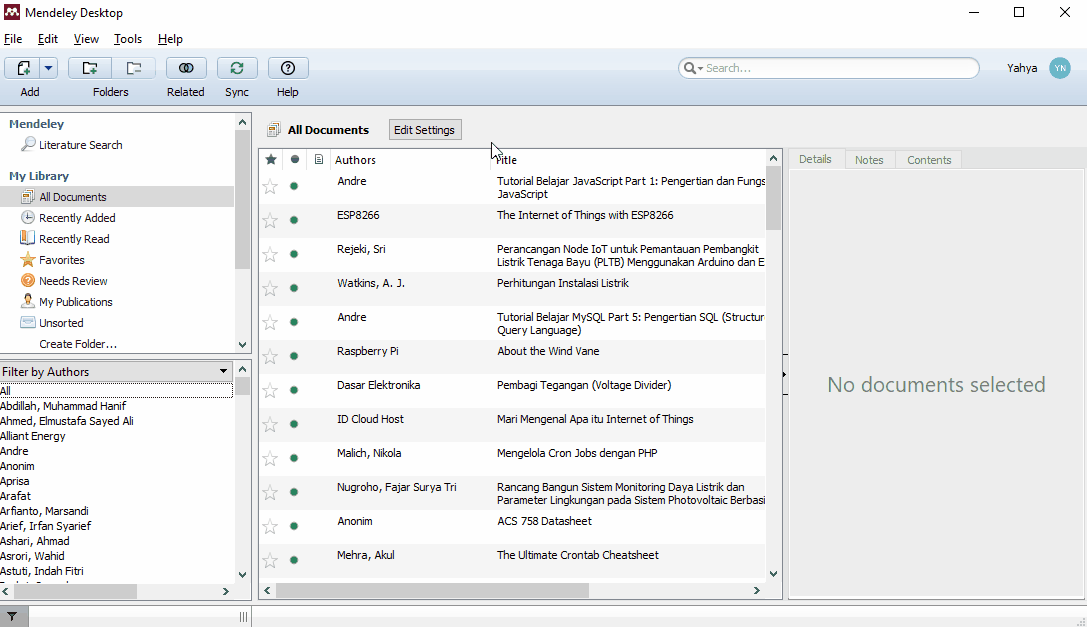 Mendeley Desktop
File Edit View Tools Help
Search...
Yahya YN
Add Folders Related Sync Help
Mendeley
Literature Search
My Library
All Documents
Recently Added
Recently Read
Favorites
Needs Review
My Publications
Unsorted
Create Folder...
Filter by Authors
All
Abdillah, Muhammad Hanif
Ahmed, Elmustafa Sayed Ali
Alliant Energy
Andre
Anonim
Aprisa
Arafat
Arfianto, Marsandi
Arief, Irfan Syarief
Ashari, Ahmad
Asrori, Wahid
Astuti, Indah Fitri
All Documents Edit Settings
Authors Title
Andre Tutorial Belajar JavaScript Part 1: Pengertian dan Fungs
JavaScript
ESP8266 The Internet of Things with ESP8266
Rejeki, Sri Perancangan Node IoT untuk Pemantauan Pembangkit
Listrik Tenaga Bayu (PLTB) Menggunakan Arduino dan E
Watkins, A. J. Perhitungan Instalasi Listrik
Andre Tutorial Belajar MySQL Part 5: Pengertian SQL (Structur
Query Language)
Raspberry Pi About the Wind Vane
Dasar Elektronika Pembagi Tegangan (Voltage Divider)
ID Cloud Host Mari Mengenal Apa itu Internet of Things
Malich, Nikola Mengelola Cron Jobs dengan PHP
Nugroho, Fajar Surya Tri Rancang Bangun Sistem Monitoring Daya Listrik dan
Parameter Lingkungan pada Sistem Photovoltaic Berbasi
Anonim ACS 758 Datasheet
Mehra, Akul The Ultimate Crontab Cheatsheet
Details Notes Contents
No documents selected